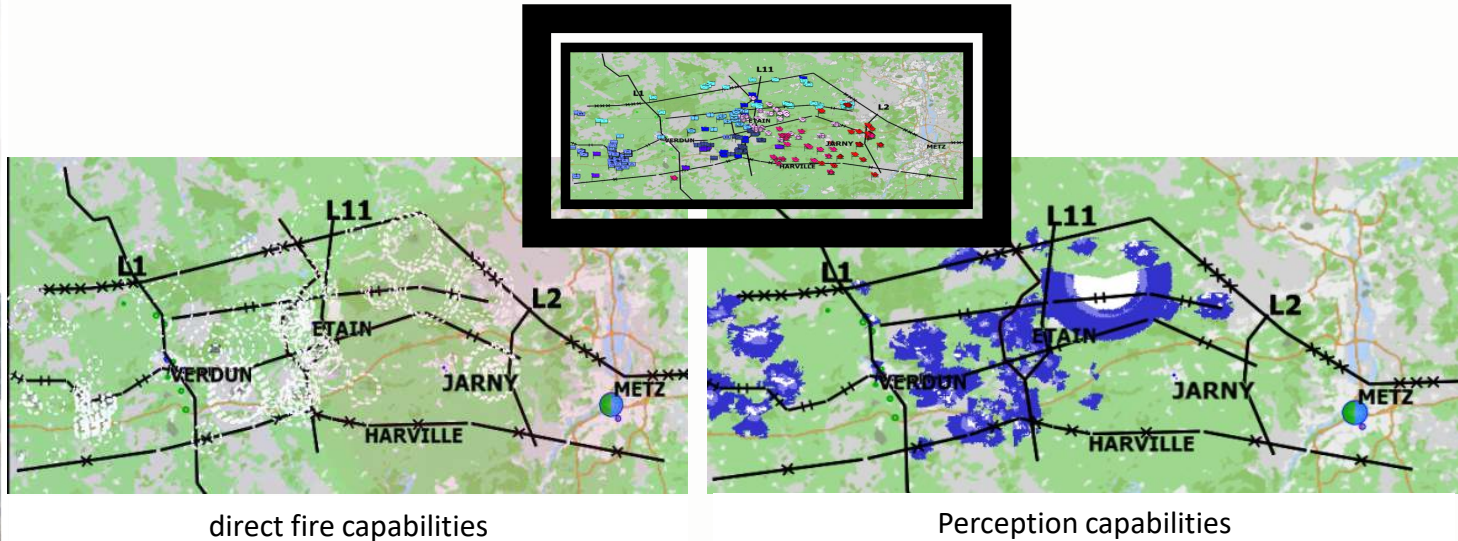 L11
L1
L2
ETAIN
VERDUN
JARNY
METZ
HARVILLE
L11
L1
L2
ETAIN
VERDUN
JARNY
METZ
HARVILLE
L11
L1
L2
ETAIN
VERDUN
JARNY
METZ
HARVILLE
direct fire capabilities
Perception capabilities